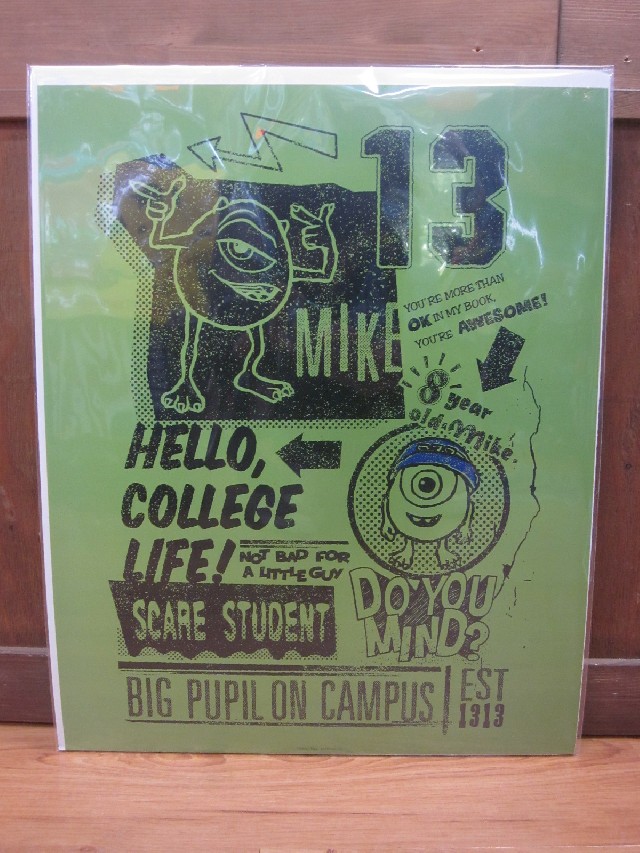 13
MIKE
YOU'RE MORE THAN
OK IN MY BOOK.
YOU'RE AWESOME!
8 year
old Mike.
HELLO,
COLLEGE
LIFE!
NOT BAD FOR
A LITTLE GUY
SCARE STUDENT
DO YOU
MIND?
BIG PUPIL ON CAMPUS
EST
1313